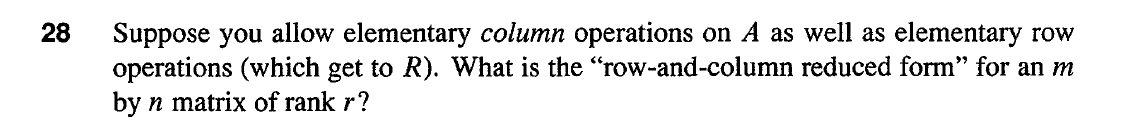 28 Suppose you allow elementary column operations on A as well as elementary row
operations (which get to R). What is the “row-and-column reduced form” for an m
by n matrix of rank r?